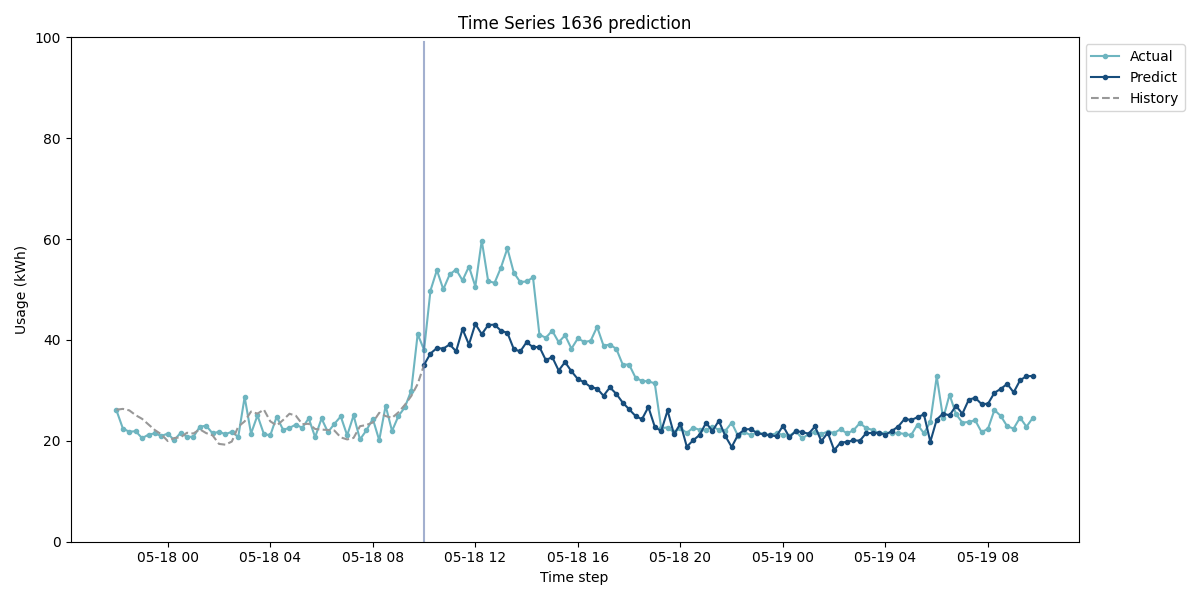 Time Series 1636 prediction
100
80
60
40
20
0
Usage (kWh)
05-18 00
05-18 04
05-18 08
05-18 12
05-18 16
05-18 20
05-19 00
05-19 04
05-19 08
Time step
Actual
Predict
History